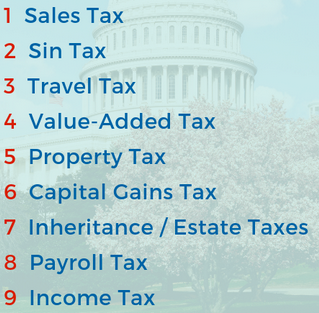 1 Sales Tax
2 Sin Tax
3 Travel Tax
4 Value-Added Tax
5 Property Tax
6 Capital Gains Tax
7 Inheritance / Estate Taxes
8 Payroll Tax
9 Income Tax